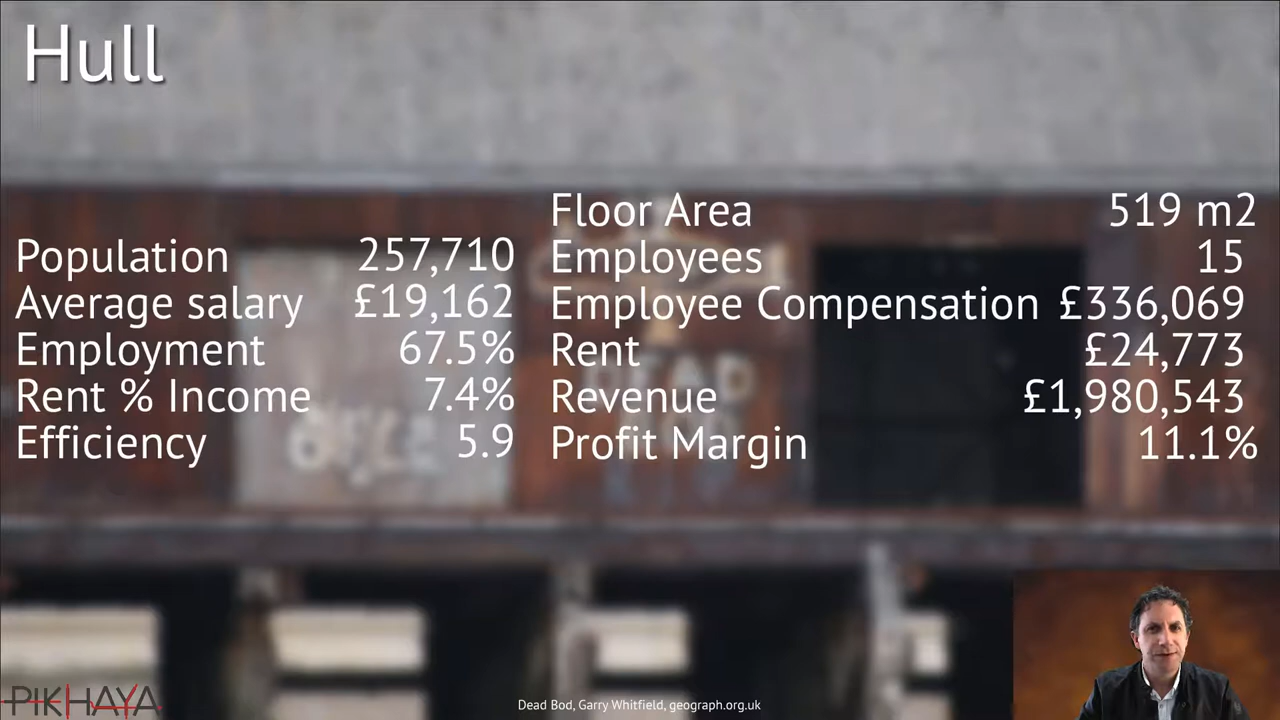 Hull
Population 257,710
Average salary £19,162
Employment 67.5%
Rent % Income 7.4%
Efficiency 5.9
Floor Area 519 m2
Employees 15
Employee Compensation £336,069
Rent £24,773
Revenue £1,980,543
Profit Margin 11.1%
PIKHAYA
Dead Bod, Garry Whitfield, geograph.org.uk